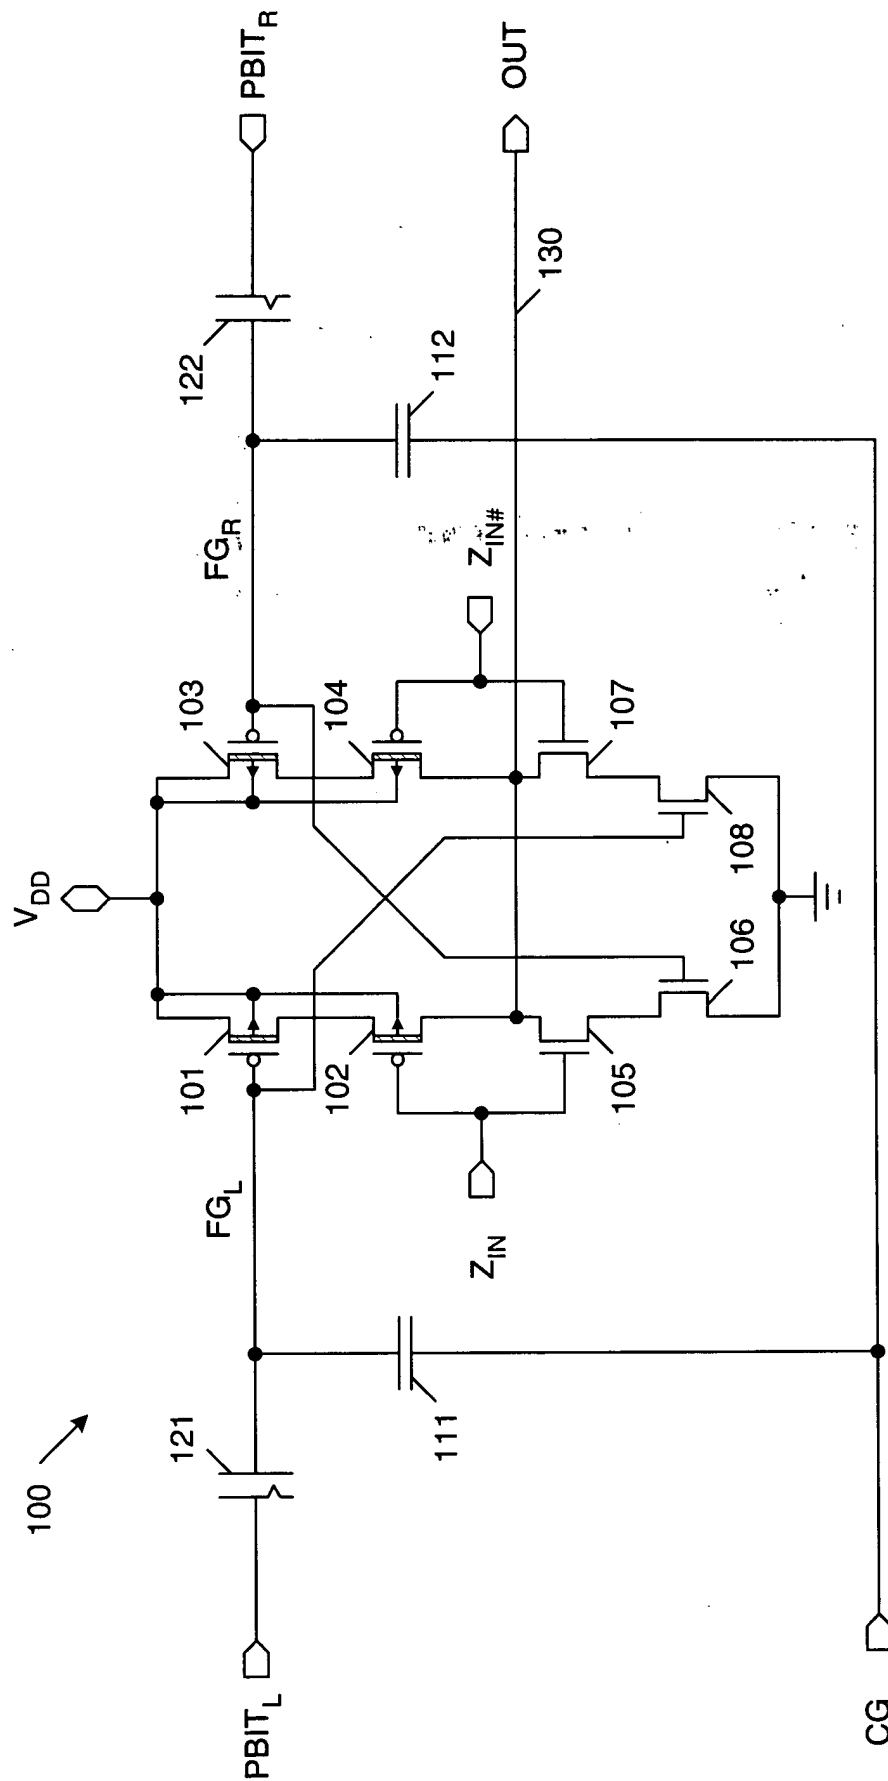 100
V_DD
PBIT_L
121
FG_L
101
103
FG_R
122
PBIT_R
111
102
104
112
Z_IN
Z_IN#
105
107
130
OUT
106
108
CG